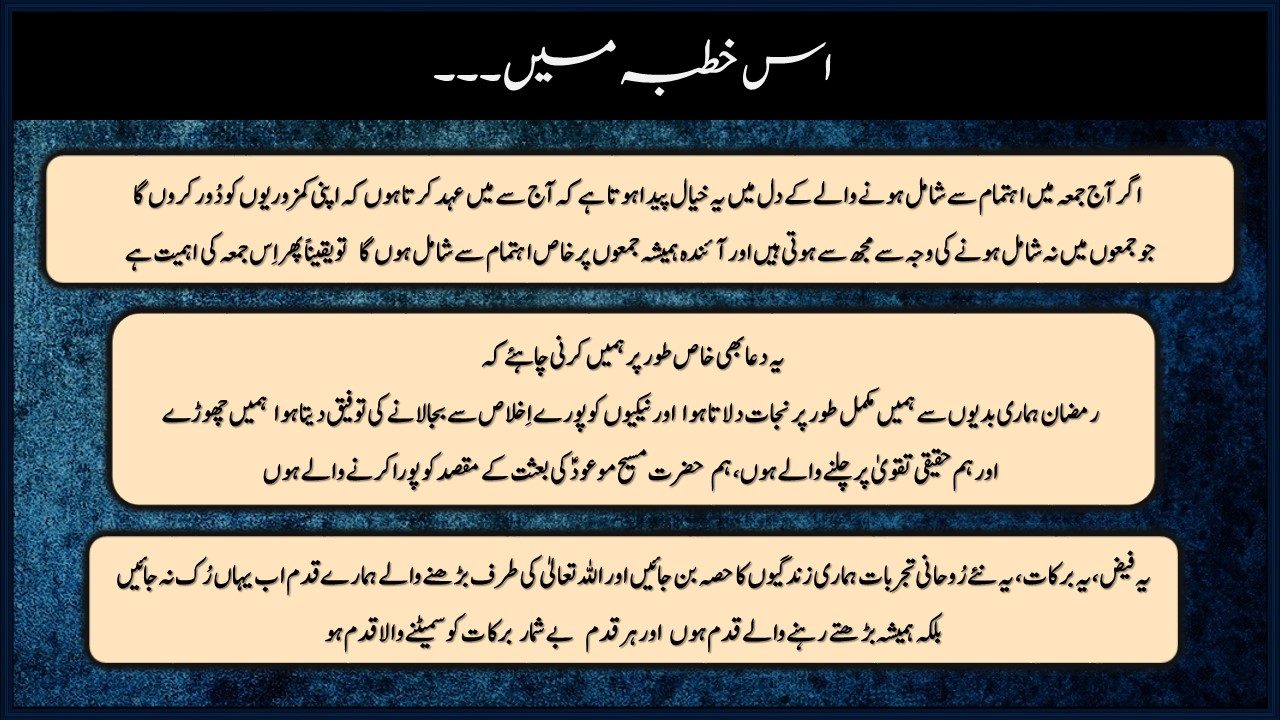 اس خطبہ میں۔۔۔
اگر آج جمعہ میں اہتمام سے شامل ہونے والے کے دل میں یہ خیال پیدا ہوتا ہے کہ آج سے میں عہد کرتا ہوں کہ اپنی کمزوریوں کو دُور کروں گا
جو جمعوں میں نہ شامل ہونے کی وجہ سے مجھ سے ہوتی ہیں اور آئندہ ہمیشہ جمعوں پر خاص اہتمام سے شامل ہوں گا تو یقیناً پھر اِس جمعہ کی اہمیت ہے
یہ دعا بھی خاص طور پر ہمیں کرنی چاہئے کہ
رمضان ہماری بدیوں سے ہمیں مکمل طور پر نجات دلاتا ہوا اور نیکیوں کو پورے اِخلاص سے بجالانے کی توفیق دیتا ہوا ہمیں چھوڑے
اور ہم حقیقی تقویٰ پر چلنے والے ہوں، ہم حضرت مسیح موعودؑ کی بعثت کے مقصد کو پورا کرنے والے ہوں
یہ فیض، یہ برکات، یہ نئے رُوحانی تجربات ہماری زندگیوں کا حصہ بن جائیں اور اللہ تعالیٰ کی طرف بڑھنے والے ہمارے قدم اب یہاں رُک نہ جائیں
بلکہ ہمیشہ بڑھتے رہنے والے قدم ہوں اور ہر قدم بے شمار برکات کو سمیٹنے والا قدم ہو